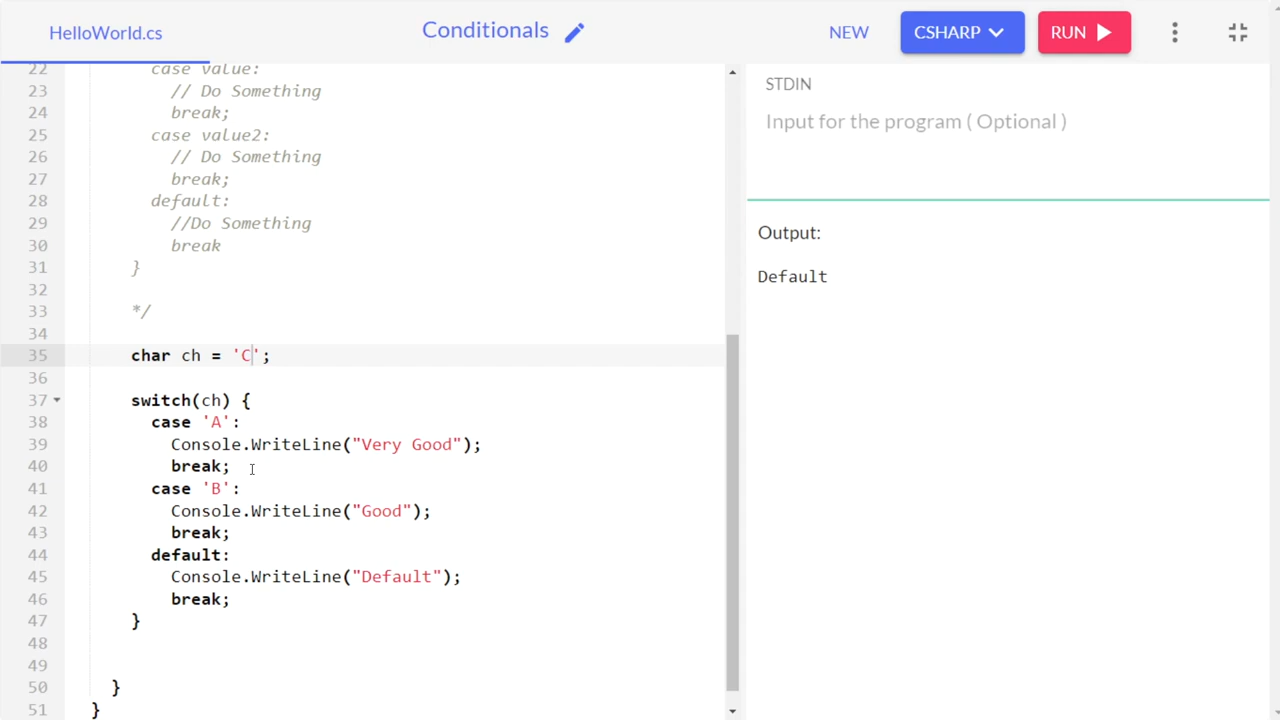 HelloWorld.cs
Conditionals
NEW
CSHARP
RUN
22 case value:
23 // Do Something
24 break;
25 case value2:
26 // Do Something
27 break;
28 default:
29 //Do Something
30 break
31 }
32
33 */
34
35 char ch = 'C';
36
37 switch(ch) {
38 case 'A':
39 Console.WriteLine("Very Good");
40 break;
41 case 'B':
42 Console.WriteLine("Good");
43 break;
44 default:
45 Console.WriteLine("Default");
46 break;
47 }
48
49
50 }
51 }
STDIN
Input for the program ( Optional )
Output:
Default